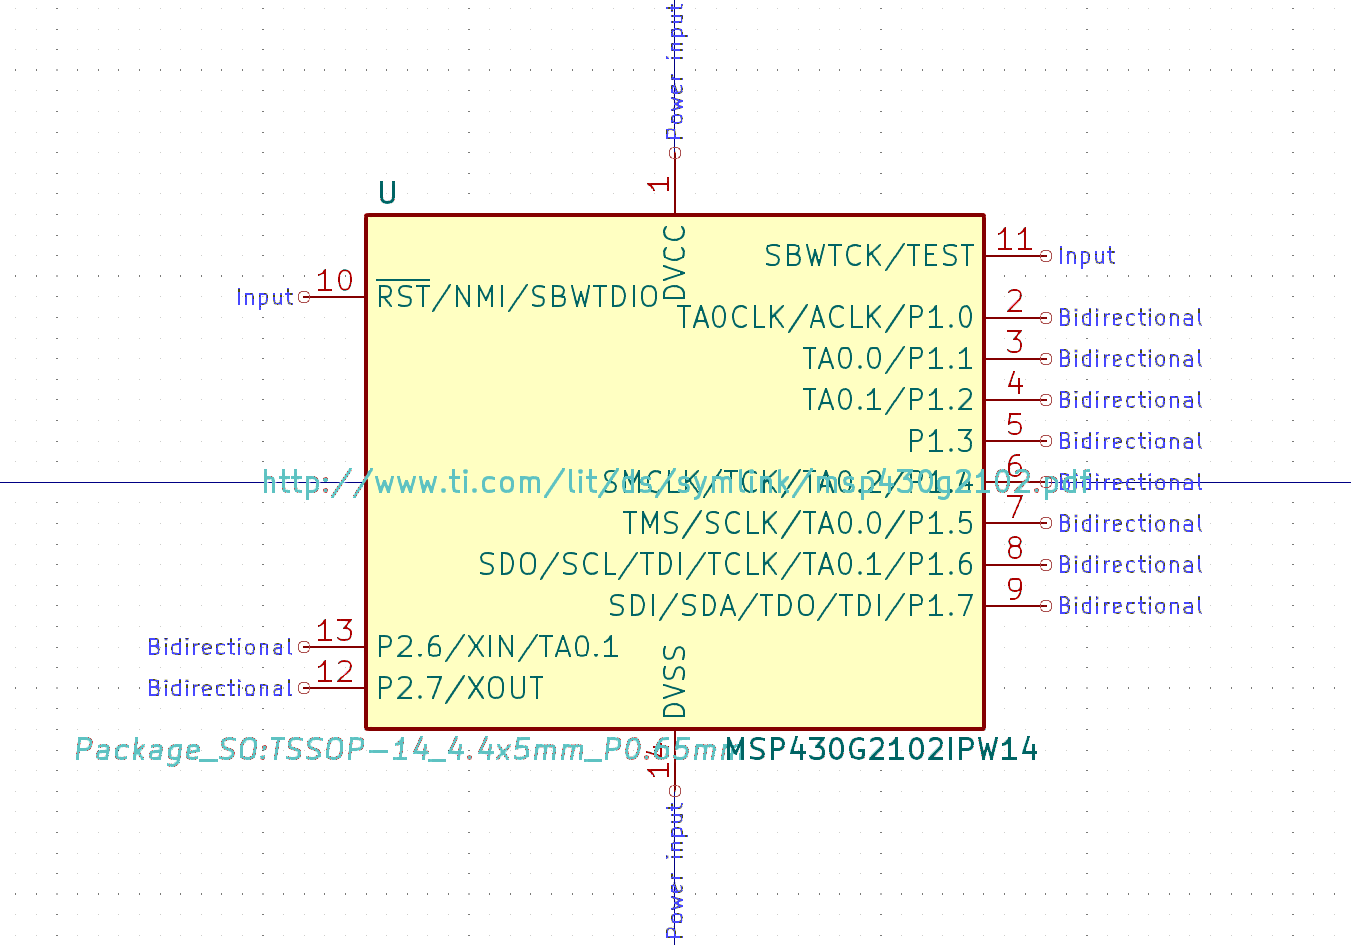 Power input
1
U
DVCC
SBWTCK/TEST 11 Input
Input 10 RST/NMI/SBWTDIO
TA0CLK/ACLK/P1.0 2 Bidirectional
TA0.0/P1.1 3 Bidirectional
TA0.1/P1.2 4 Bidirectional
P1.3 5 Bidirectional
http://www.ti.com/lit/ds/symlink/msp430g2102.pdf
SMCLK/TCK/TA0.2/P1.4 6 Bidirectional
TMS/SCLK/TA0.0/P1.5 7 Bidirectional
SDO/SCL/TDI/TCLK/TA0.1/P1.6 8 Bidirectional
SDI/SDA/TDO/TDI/P1.7 9 Bidirectional
Bidirectional 13 P2.6/XIN/TA0.1
Bidirectional 12 P2.7/XOUT
DVSS
Package_SO:TSSOP-14_4.4x5mm_P0.65mm
MSP430G2102IPW14
14
Power input